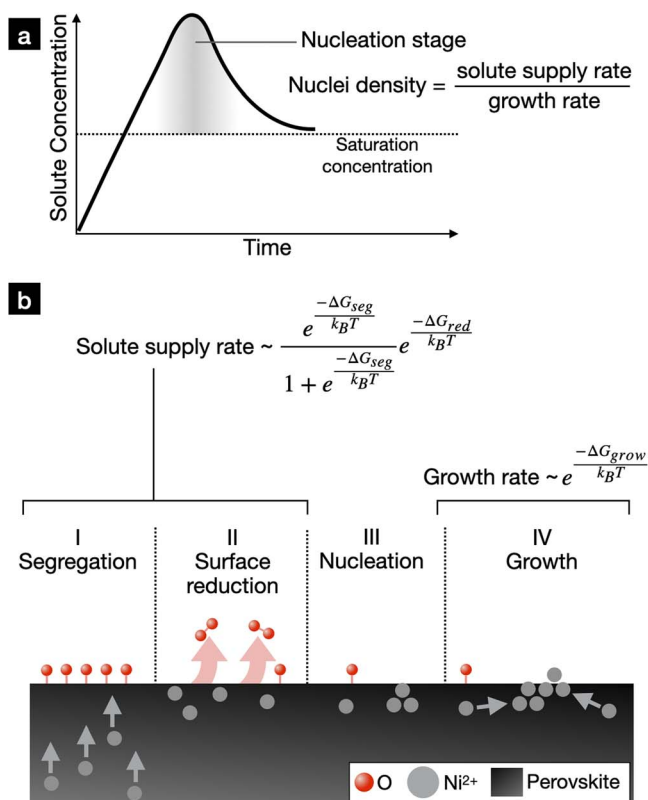 a
Solute Concentration
Nucleation stage
Nuclei density = solute supply rate / growth rate
Saturation
concentration
Time
b
Solute supply rate ~ e^(-ΔG_seg / k_BT) / (1 + e^(-ΔG_seg / k_BT)) e^(-ΔG_red / k_BT)
Growth rate ~ e^(-ΔG_grow / k_BT)
I
Segregation
II
Surface
reduction
III
Nucleation
IV
Growth
O
Ni²⁺
Perovskite